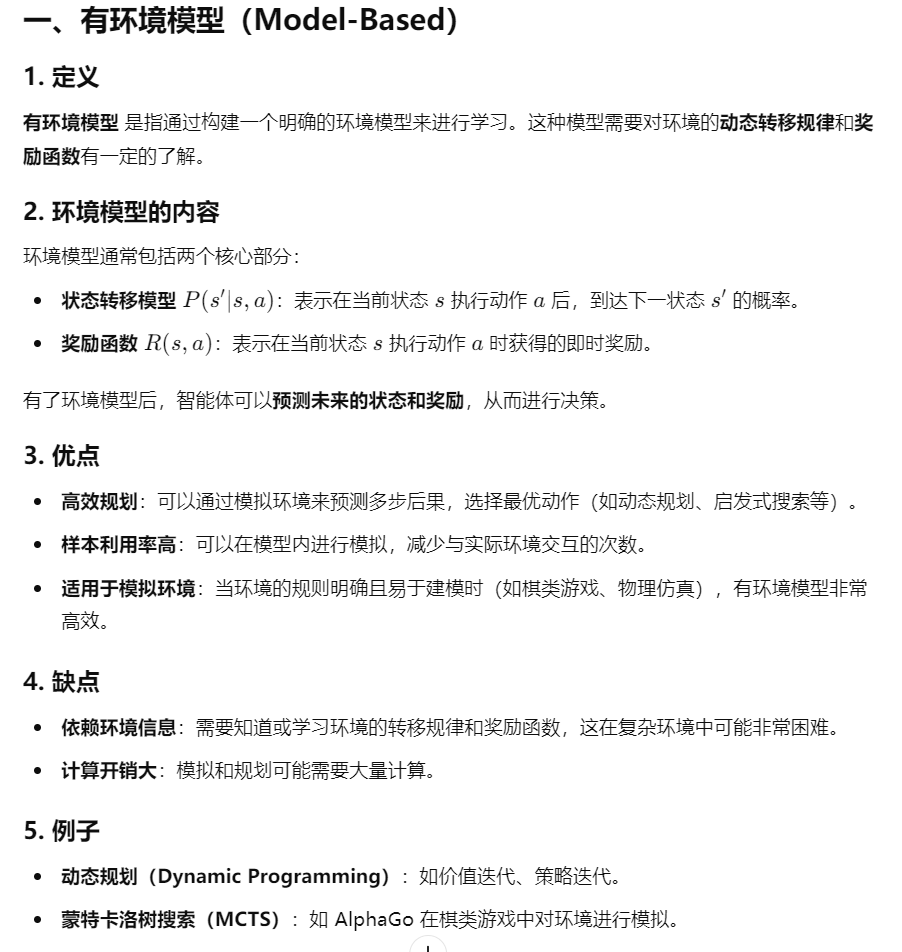 一、有环境模型（Model-Based）
1. 定义
有环境模型 是指通过构建一个明确的环境模型来进行学习。这种模型需要对环境的动态转移规律和奖
励函数有一定的了解。
2. 环境模型的内容
环境模型通常包括两个核心部分：
• 状态转移模型 P(s′|s, a)：表示在当前状态 s 执行动作 a 后，到达下一状态 s′ 的概率。
• 奖励函数 R(s, a)：表示在当前状态 s 执行动作 a 时获得的即时奖励。
有了环境模型后，智能体可以预测未来的状态和奖励，从而进行决策。
3. 优点
• 高效规划：可以通过模拟环境来预测多步后果，选择最优动作（如动态规划、启发式搜索等）。
• 样本利用率高：可以在模型内进行模拟，减少与实际环境交互的次数。
• 适用于模拟环境：当环境的规则明确且易于建模时（如棋类游戏、物理仿真），有环境模型非常
高效。
4. 缺点
• 依赖环境信息：需要知道或学习环境的转移规律和奖励函数，这在复杂环境中可能非常困难。
• 计算开销大：模拟和规划可能需要大量计算。
5. 例子
• 动态规划（Dynamic Programming）：如价值迭代、策略迭代。
• 蒙特卡洛树搜索（MCTS）：如 AlphaGo 在棋类游戏中对环境进行模拟。